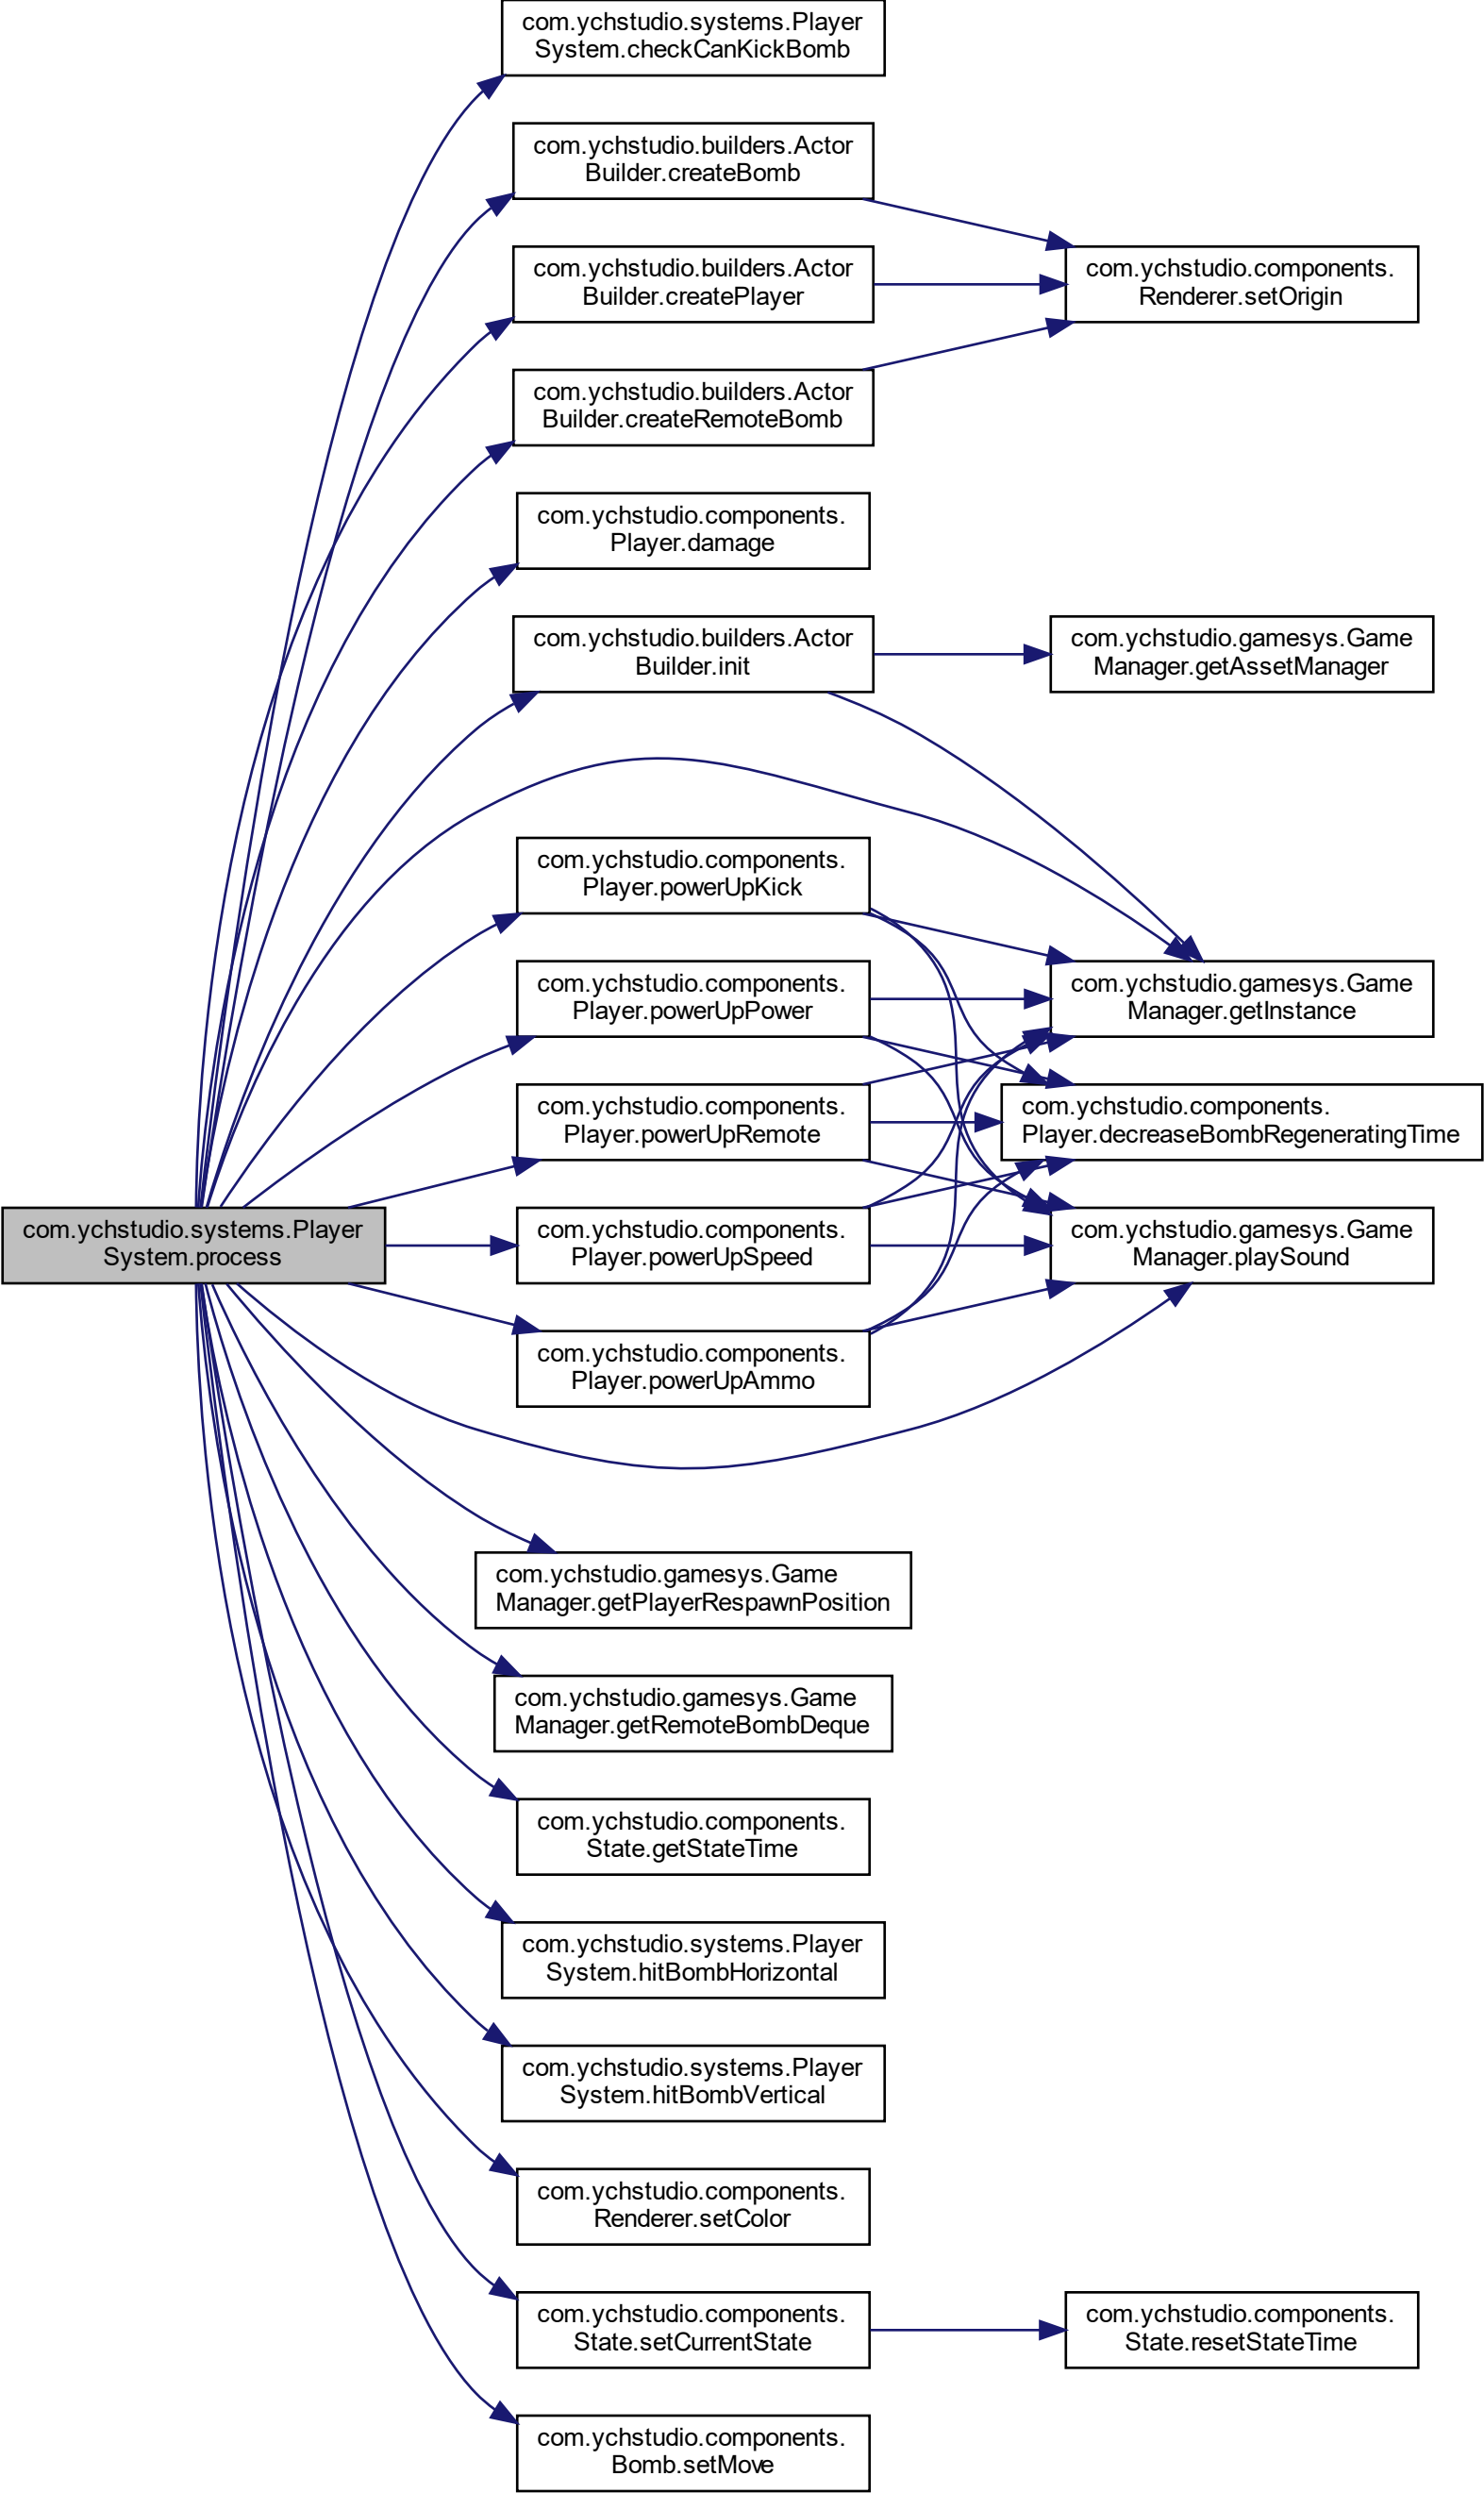 com.ychstudio.systems.Player
System.checkCanKickBomb
com.ychstudio.builders.Actor
Builder.createBomb
com.ychstudio.builders.Actor
Builder.createPlayer
com.ychstudio.components.
Renderer.setOrigin
com.ychstudio.builders.Actor
Builder.createRemoteBomb
com.ychstudio.components.
Player.damage
com.ychstudio.builders.Actor
Builder.init
com.ychstudio.gamesys.Game
Manager.getAssetManager
com.ychstudio.components.
Player.powerUpKick
com.ychstudio.components.
Player.powerUpPower
com.ychstudio.gamesys.Game
Manager.getInstance
com.ychstudio.components.
Player.powerUpRemote
com.ychstudio.components.
Player.decreaseBombRegeneratingTime
com.ychstudio.systems.Player
System.process
com.ychstudio.components.
Player.powerUpSpeed
com.ychstudio.gamesys.Game
Manager.playSound
com.ychstudio.components.
Player.powerUpAmmo
com.ychstudio.gamesys.Game
Manager.getPlayerRespawnPosition
com.ychstudio.gamesys.Game
Manager.getRemoteBombDeque
com.ychstudio.components.
State.getStateTime
com.ychstudio.systems.Player
System.hitBombHorizontal
com.ychstudio.systems.Player
System.hitBombVertical
com.ychstudio.components.
Renderer.setColor
com.ychstudio.components.
State.setCurrentState
com.ychstudio.components.
State.resetStateTime
com.ychstudio.components.
Bomb.setMove